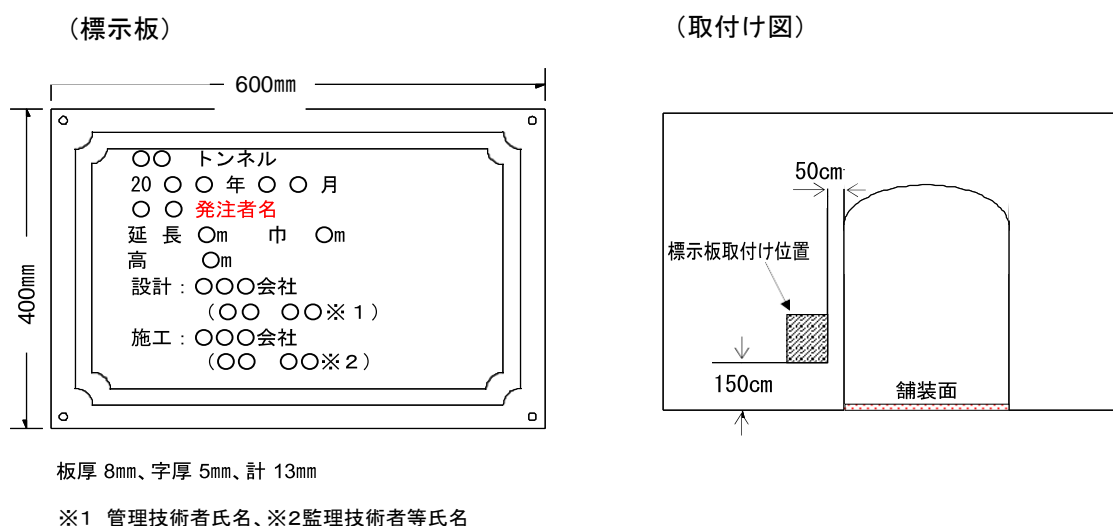 （標示板）
600㎜
400㎜
○○　トンネル
20 ○ ○ 年 ○ ○ 月
○ ○ 発注者名
延 長 ○m　巾　○m
高　　○m
設計：○○○会社
（○○　○○※１）
施工：○○○会社
（○○　○○※２）
板厚 8㎜、字厚 5㎜、計 13㎜
※1　管理技術者氏名、※2監理技術者等氏名
（取付け図）
50cm
標示板取付け位置
150cm
舗装面